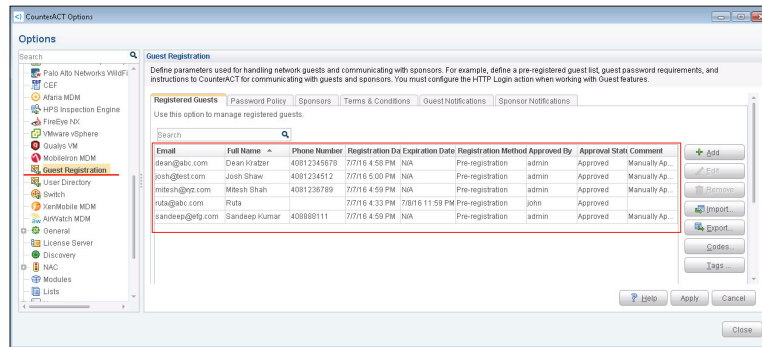 CounterACT Options
Options
Search
Palo Alto Networks WildFi
CEF
Afaria MDM
HPS Inspection Engine
FireEye NX
VMware vSphere
Qualys VM
MobileIron MDM
Guest Registration
User Directory
Switch
XenMobile MDM
AirWatch MDM
General
License Server
Discovery
NAC
Modules
Lists
Guest Registration
Define parameters used for handling network guests and communicating with sponsors. For example, define a pre-registered guest list, guest password requirements, and
instructions to CounterACT for communicating with guests and sponsors. You must configure the HTTP Login action when working with Guest features.
Registered Guests Password Policy Sponsors Terms & Conditions Guest Notifications Sponsor Notifications
Use this option to manage registered guests.
Search
Email Full Name Phone Number Registration Da Expiration Date Registration Method Approved By Approval Statu Comment
dean@abc.com Dean Kratzer 40812345678 7/7/16 4:58 PM N/A Pre-registration admin Approved Manually Ap...
josh@test.com Josh Shaw 4081234512 7/7/16 5:00 PM N/A Pre-registration admin Approved Manually Ap...
mitesh@xyz.com Mitesh Shah 4081236789 7/7/16 4:59 PM N/A Pre-registration admin Approved Manually Ap...
ruta@abc.com Ruta 7/7/16 4:33 PM 7/8/16 11:59 PM Pre-registration john Approved
sandeep@efg.com Sandeep Kumar 408888111 7/7/16 4:59 PM N/A Pre-registration admin Approved Manually Ap...
Add
Edit
Remove
Import...
Export...
Codes...
Tags ...
Help Apply Cancel
Close